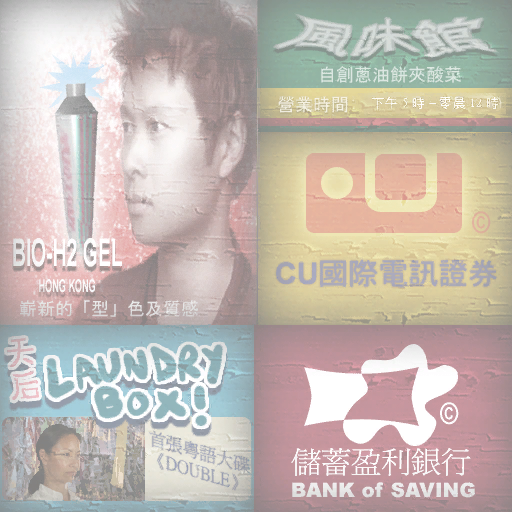 BIO-H2 GEL
HONG KONG
嶄新的「型」色及質感
風味館
自創蔥油餅夾酸菜
營業時間 下午5時-零晨12時
CU國際電訊證券
©
天后
LAUNDRY
BOX!
首張粵語大碟
《DOUBLE》
©
儲蓄盈利銀行
BANK of SAVING